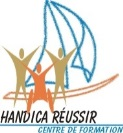 HANDICA RÉUSSIR
CENTRE DE FORMATION